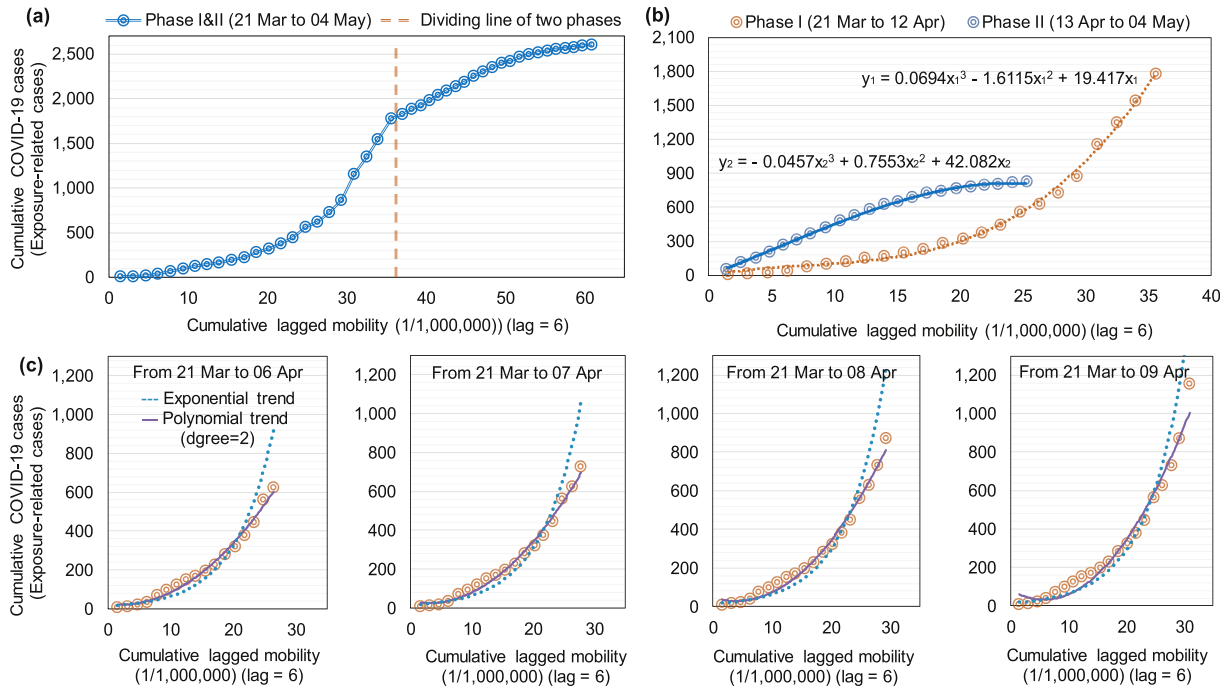 (a)
Phase I&II (21 Mar to 04 May)
Dividing line of two phases
Cumulative COVID-19 cases
(Exposure-related cases)
2,500
2,000
1,500
1,000
500
0
0 10 20 30 40 50 60
Cumulative lagged mobility (1/1,000,000)) (lag = 6)
(b)
Phase I (21 Mar to 12 Apr)
Phase II (13 Apr to 04 May)
2,100
1,800
1,500
1,200
900
600
300
0
y₁ = 0.0694x₁³ - 1.6115x₁² + 19.417x₁
y₂ = - 0.0457x₂³ + 0.7553x₂² + 42.082x₂
0 5 10 15 20 25 30 35 40
Cumulative lagged mobility (1/1,000,000) (lag = 6)
(c)
Cumulative COVID-19 cases
(Exposure-related cases)
From 21 Mar to 06 Apr
Exponential trend
Polynomial trend
(dgree=2)
1,200
1,000
800
600
400
200
0
0 10 20 30
Cumulative lagged mobility
(1/1,000,000) (lag = 6)
From 21 Mar to 07 Apr
1,200
1,000
800
600
400
200
0
0 10 20 30
Cumulative lagged mobility
(1/1,000,000) (lag = 6)
From 21 Mar to 08 Apr
1,200
1,000
800
600
400
200
0
0 10 20 30
Cumulative lagged mobility
(1/1,000,000) (lag = 6)
From 21 Mar to 09 Apr
1,200
1,000
800
600
400
200
0
0 10 20 30
Cumulative lagged mobility
(1/1,000,000) (lag = 6)